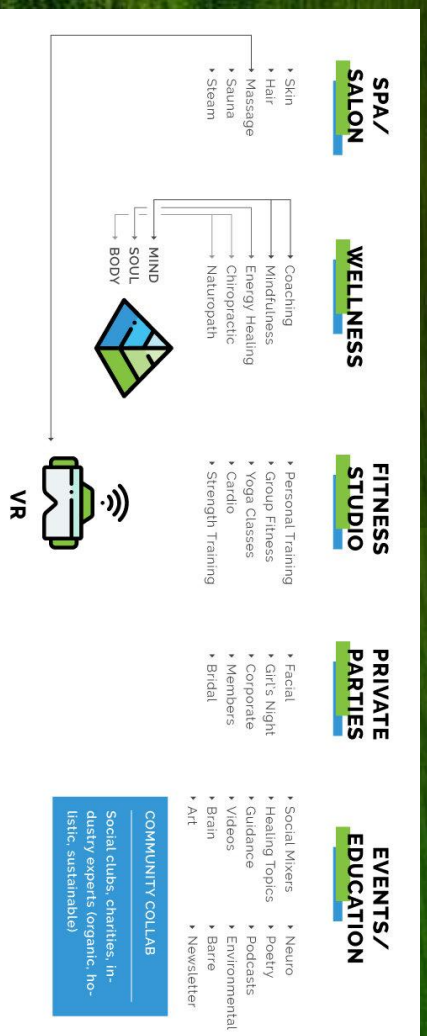 SPA/
SALON
Skin
Hair
Massage
Sauna
Steam
WELLNESS
Coaching
Mindfulness
Energy Healing
Chiropractic
Naturopath
MIND
SOUL
BODY
FITNESS
STUDIO
Personal Training
Group Fitness
Yoga Classes
Cardio
Strength Training
VR
PRIVATE
PARTIES
Facial
Girl's Night
Corporate
Members
Bridal
EVENTS/
EDUCATION
Social Mixers
Healing Topics
Guidance
Videos
Brain
Art
Neuro
Poetry
Podcasts
Environmental
Barre
Newsletter
COMMUNITY COLLAB
Social clubs, charities, in-
dustry experts (organic, ho-
listic, sustainable)